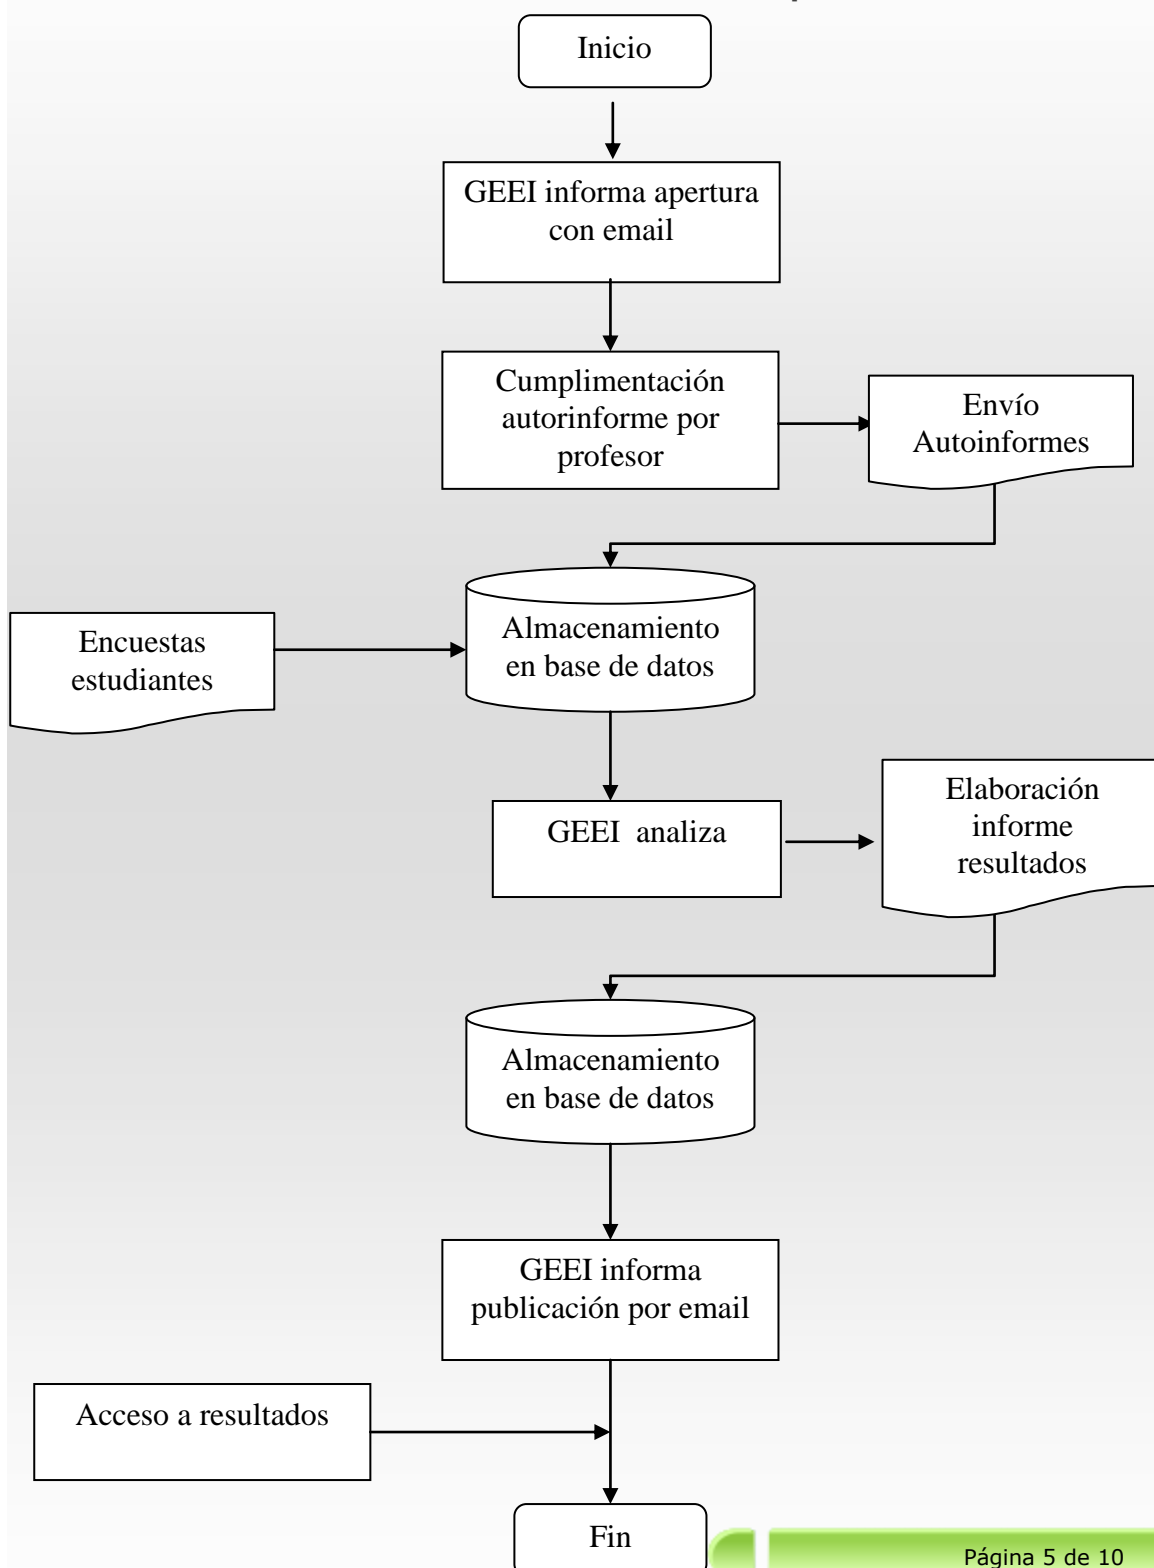 Inicio
GEEI informa apertura
con email
Cumplimentación
autorinforme por
profesor
Envío
Autoinformes
Encuestas
estudiantes
Almacenamiento
en base de datos
GEEI analiza
Elaboración
informe
resultados
Almacenamiento
en base de datos
GEEI informa
publicación por email
Acceso a resultados
Fin
Página 5 de 10